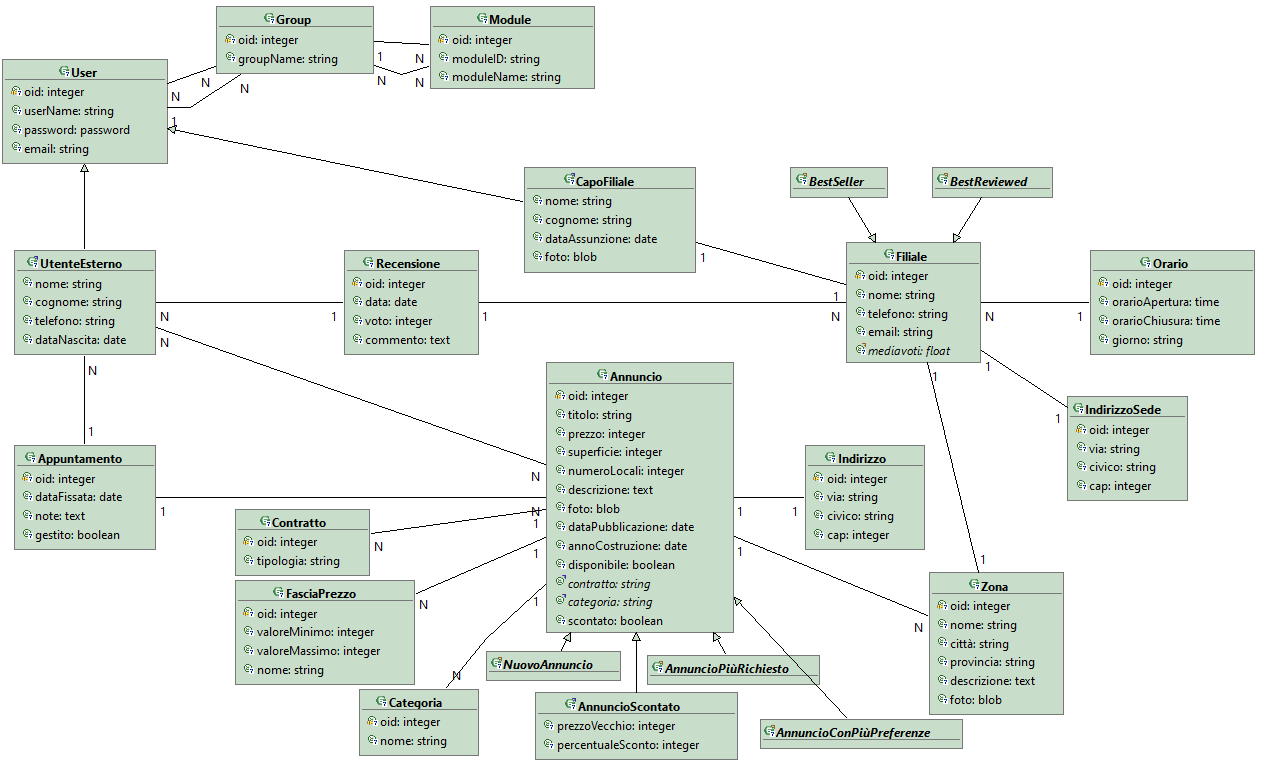 Group
oid: integer
groupName: string
Module
oid: integer
moduleID: string
moduleName: string
1
N
N
N
User
oid: integer
userName: string
password: password
email: string
N
N
N
1
CapoFiliale
nome: string
cognome: string
dataAssunzione: date
foto: blob
1
1
BestSeller
BestReviewed
Filiale
oid: integer
nome: string
telefono: string
email: string
mediavoti: float
Orario
oid: integer
orarioApertura: time
orarioChiusura: time
giorno: string
N
1
UtenteEsterno
nome: string
cognome: string
telefono: string
dataNascita: date
N
1
Recensione
oid: integer
data: date
voto: integer
commento: text
1
N
N
N
N
1
1
1
IndirizzoSede
oid: integer
via: string
civico: string
cap: integer
1
1
Appuntamento
oid: integer
dataFissata: date
note: text
gestito: boolean
1
N
Annuncio
oid: integer
titolo: string
prezzo: integer
superficie: integer
numeroLocali: integer
descrizione: text
foto: blob
dataPubblicazione: date
annoCostruzione: date
disponibile: boolean
contratto: string
categoria: string
scontato: boolean
1
1
Indirizzo
oid: integer
via: string
civico: string
cap: integer
Contratto
oid: integer
tipologia: string
N
1
FasciaPrezzo
oid: integer
valoreMinimo: integer
valoreMassimo: integer
nome: string
N
1
Categoria
oid: integer
nome: string
N
1
1
N
Zona
oid: integer
nome: string
città: string
provincia: string
descrizione: text
foto: blob
NuovoAnnuncio
AnnuncioPiùRichiesto
AnnuncioScontato
prezzoVecchio: integer
percentualeSconto: integer
AnnuncioConPiùPreferenze